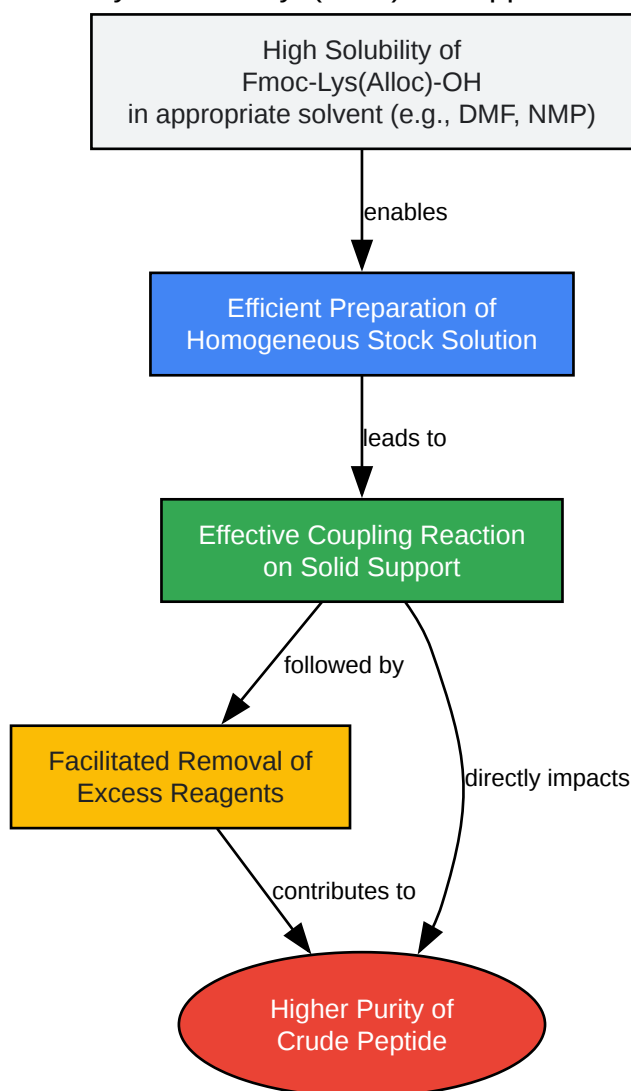 High Solubility of
Fmoc-Lys(Alloc)-OH
in appropriate solvent (e.g., DMF, NMP)
enables
Efficient Preparation of
Homogeneous Stock Solution
leads to
Effective Coupling Reaction
on Solid Support
followed by
Facilitated Removal of
Excess Reagents
directly impacts
contributes to
Higher Purity of
Crude Peptide